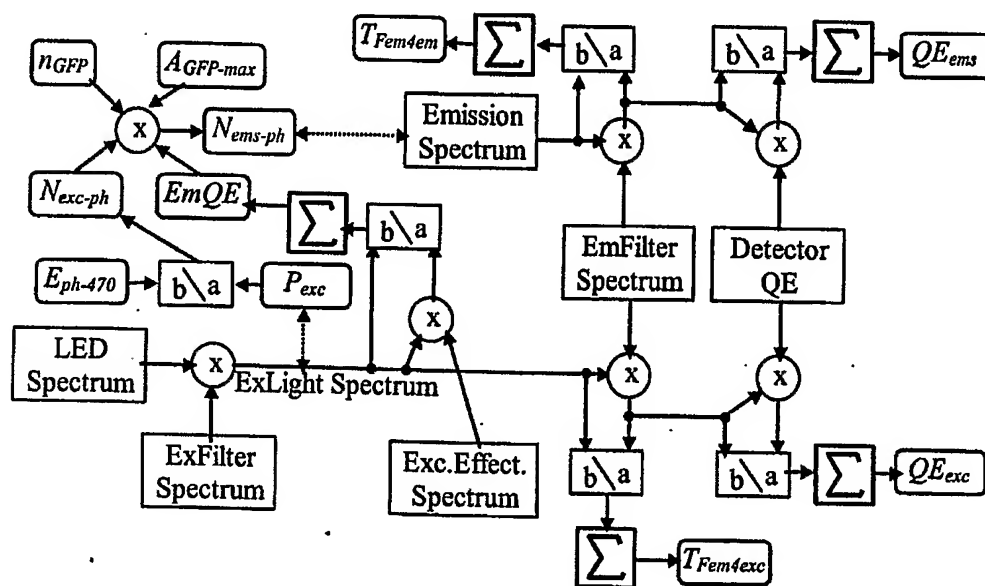 T_Fem4em
Σ
b\a
b\a
Σ
QE_ems
n_GFP
A_GFP-max
x
N_ems-ph
Emission
Spectrum
x
x
N_exc-ph
EmQE
Σ
b\a
EmFilter
Spectrum
Detector
QE
E_ph-470
b\a
P_exc
x
LED
Spectrum
x
ExLight Spectrum
x
x
ExFilter
Spectrum
Exc.Effect.
Spectrum
b\a
b\a
Σ
QE_exc
Σ
T_Fem4exc